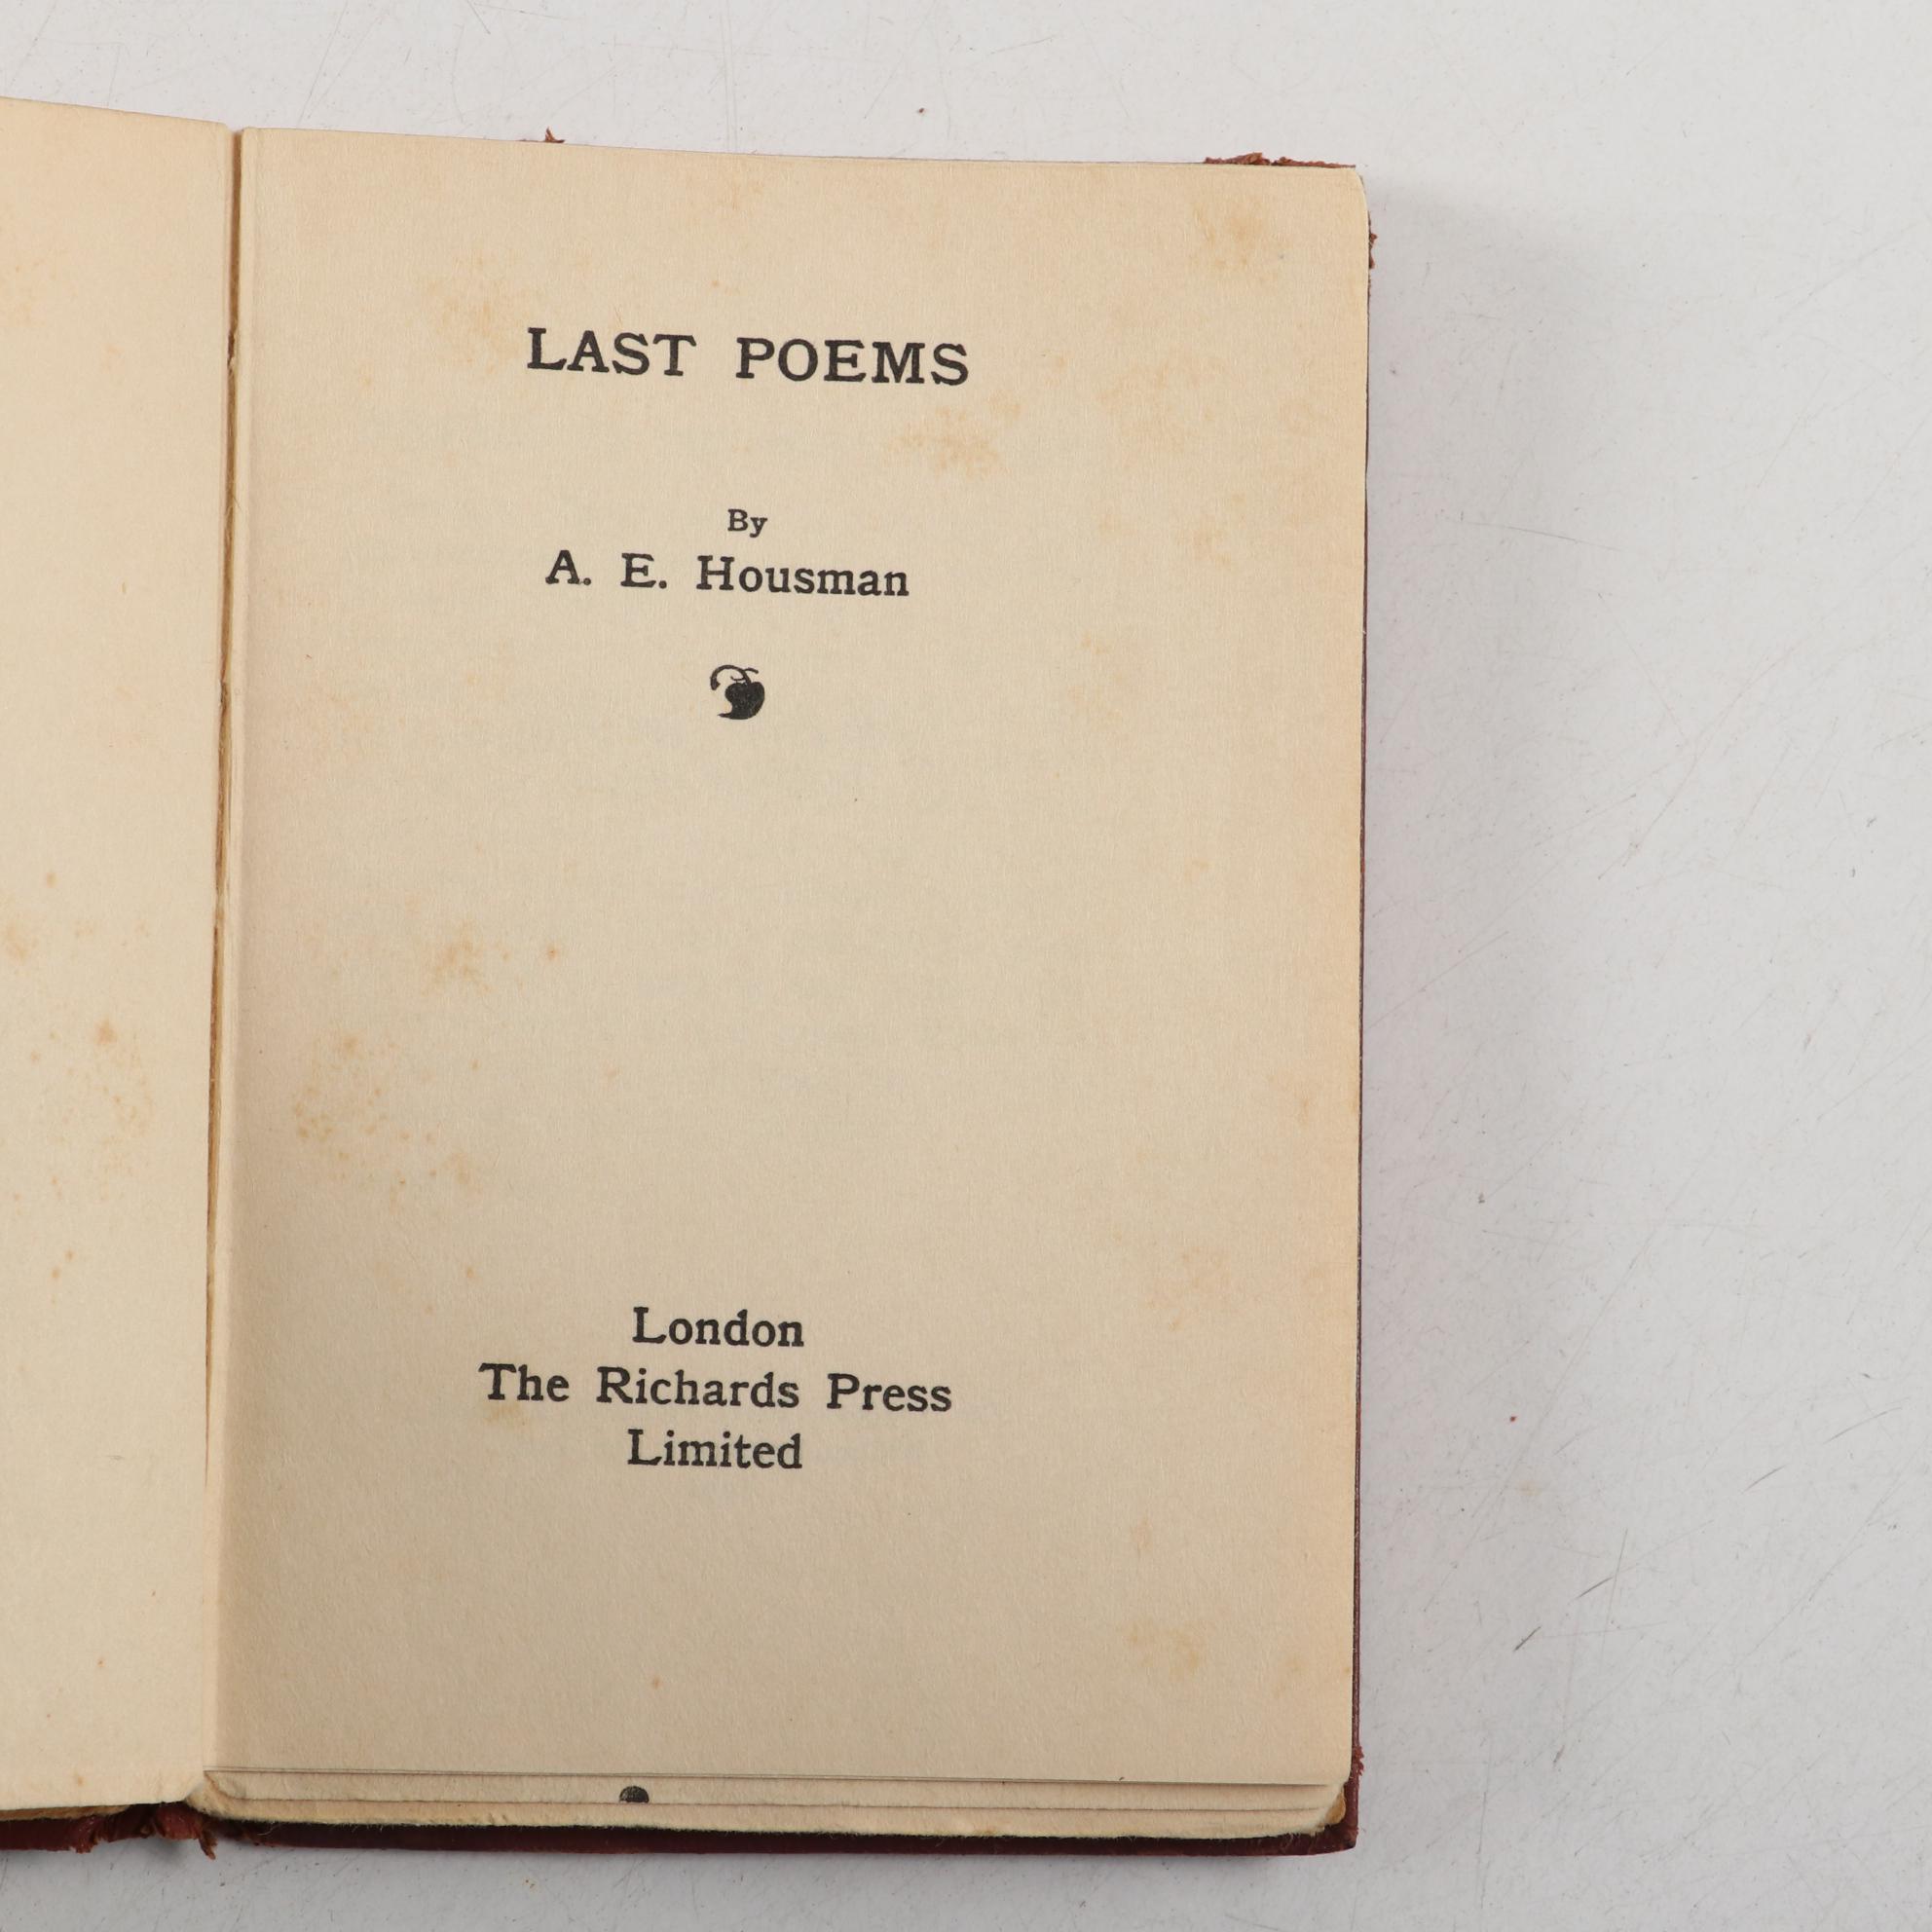 LAST POEMS
By
A. E. Housman
London
The Richards Press
Limited